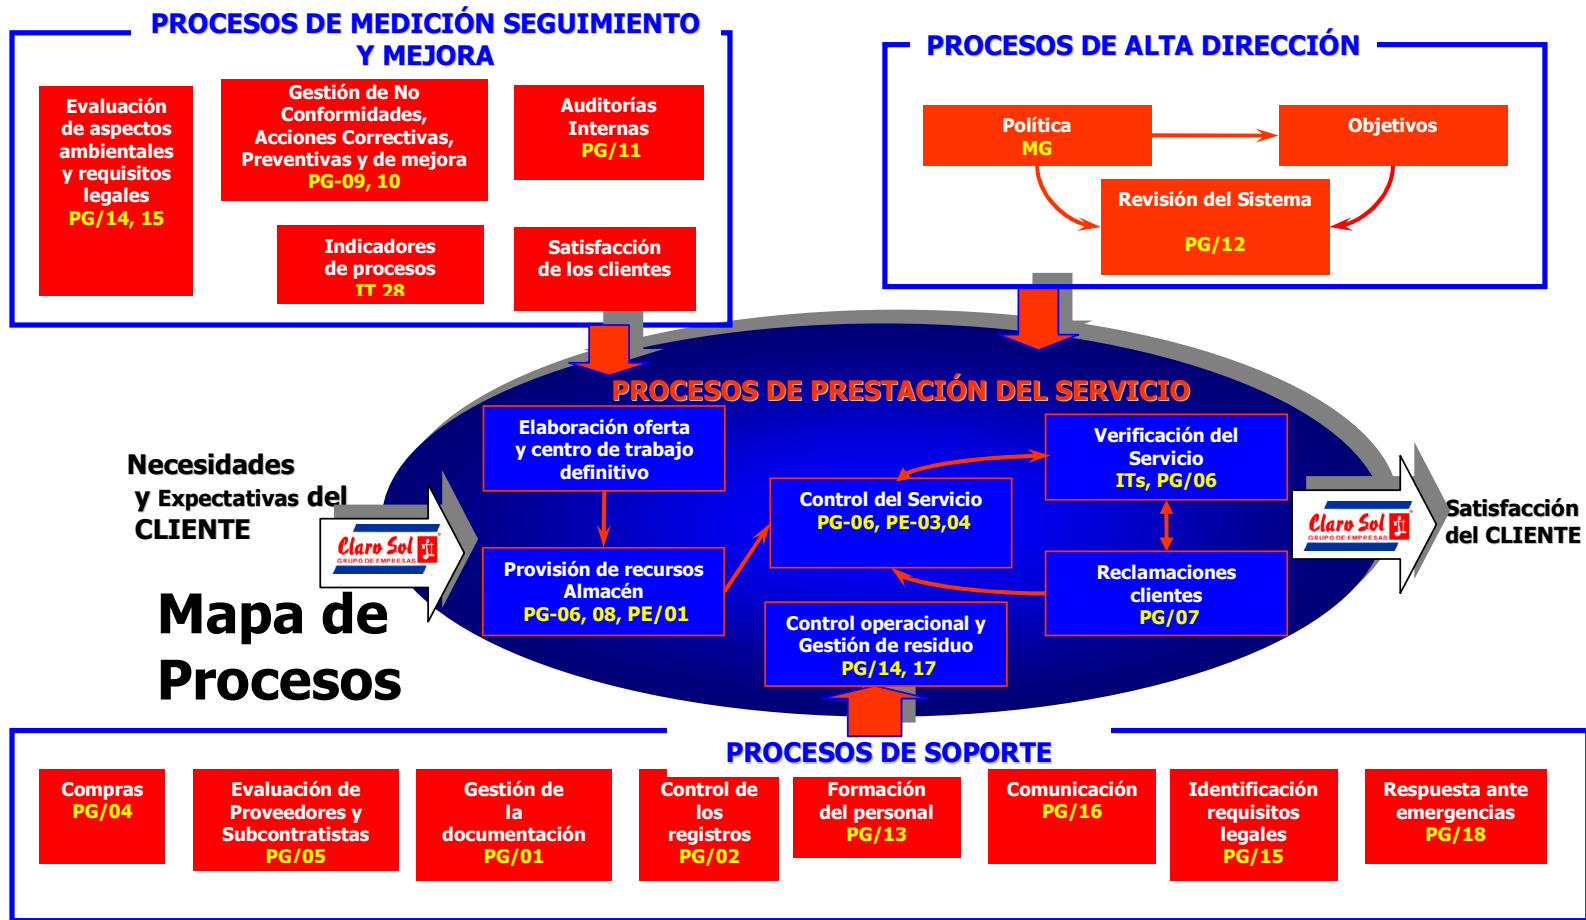 PROCESOS DE MEDICIÓN SEGUIMIENTO
Y MEJORA
Evaluación
de aspectos
ambientales
y requisitos
legales
PG/14, 15
Gestión de No
Conformidades,
Acciones Correctivas,
Preventivas y de mejora
PG-09, 10
Auditorías
Internas
PG/11
Indicadores
de procesos
IT 28
Satisfacción
de los clientes
PROCESOS DE ALTA DIRECCIÓN
Política
MG
Objetivos
Revisión del Sistema
PG/12
PROCESOS DE PRESTACIÓN DEL SERVICIO
Elaboración oferta
y centro de trabajo
definitivo
Provisión de recursos
Almacén
PG-06, 08, PE/01
Control del Servicio
PG-06, PE-03,04
Verificación del
Servicio
ITs, PG/06
Reclamaciones
clientes
PG/07
Control operacional y
Gestión de residuo
PG/14, 17
Necesidades
y Expectativas del
CLIENTE
Claro Sol
GRUPO DE EMPRESAS
Claro Sol
GRUPO DE EMPRESAS
Satisfacción
del CLIENTE
Mapa de
Procesos
PROCESOS DE SOPORTE
Compras
PG/04
Evaluación de
Proveedores y
Subcontratistas
PG/05
Gestión de
la
documentación
PG/01
Control de
los
registros
PG/02
Formación
del personal
PG/13
Comunicación
PG/16
Identificación
requisitos
legales
PG/15
Respuesta ante
emergencias
PG/18